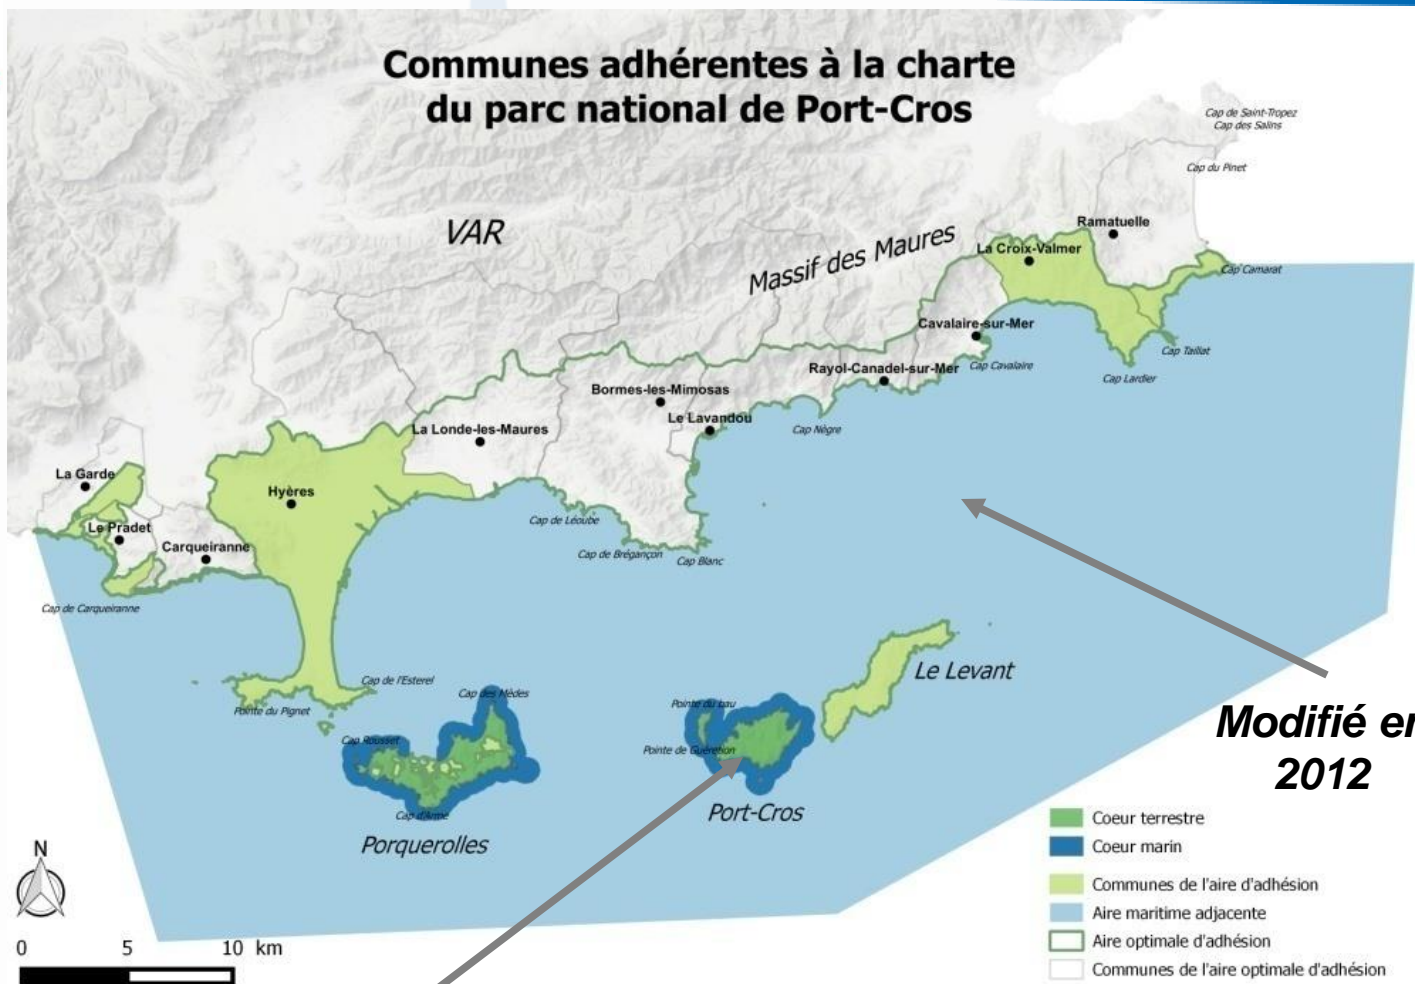 Communes adhérentes à la charte
du parc national de Port-Cros
Cap de Saint-Tropez
Cap des Salins
Cap du Pinet
VAR
Ramatuelle
Massif des Maures
La Croix-Valmer
Cap Camarat
Cavalaire-sur-Mer
Cap Taillat
Rayol-Canadel-sur-Mer
Cap Cavalaire
Cap Lardier
Bormes-les-Mimosas
Le Lavandou
Cap Nègre
La Londe-les-Maures
La Garde
Hyères
Le Pradet
Cap de Léoube
Carqueiranne
Cap de Brégançon
Cap Blanc
Cap de Carqueiranne
Le Levant
Cap de l'Esterel
Cap des Mèdes
Pointe du Pignet
Pointe du bau
Modifié en
2012
Cap Rousset
Pointe de Guérétion
Port-Cros
Cap d'Arme
Porquerolles
Coeur terrestre
Coeur marin
Communes de l'aire d'adhésion
Aire maritime adjacente
Aire optimale d'adhésion
Communes de l'aire optimale d'adhésion
N
0 5 10 km